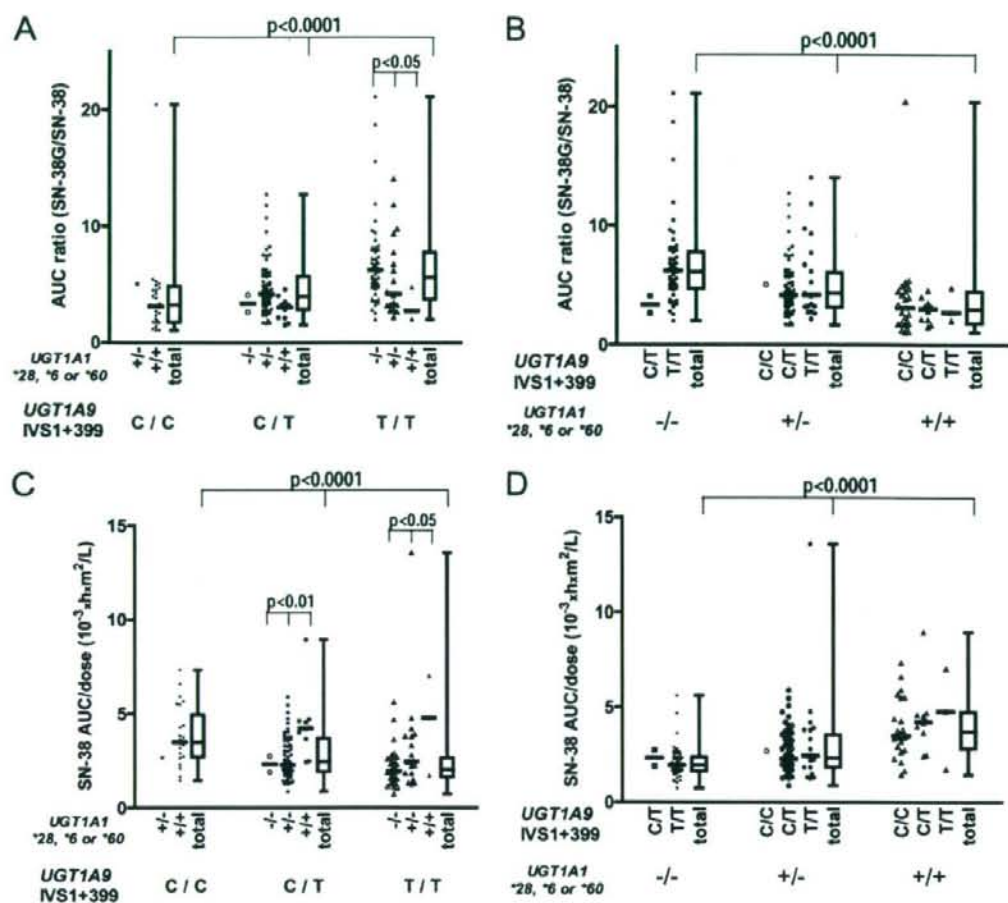 A
p<0.0001
p<0.05
AUC ratio (SN-38G/SN-38)
20
10
0
+/- +/+ total -/- +/- +/+ total -/- +/- +/+ total
UGT1A1
*28, *6 or *60
UGT1A9
IVS1+399
C / C C / T T / T
B
p<0.0001
AUC ratio (SN-38G/SN-38)
20
10
0
C/T T/T total C/C C/T T/T total C/C C/T T/T total
UGT1A9
IVS1+399
UGT1A1
*28, *6 or *60
-/- +/- +/+
C
p<0.0001
p<0.05
p<0.01
SN-38 AUC/dose (10-3xhxm2/L)
15
10
5
0
+/- +/+ total -/- +/- +/+ total -/- +/- +/+ total
UGT1A1
*28, *6 or *60
UGT1A9
IVS1+399
C / C C / T T / T
D
p<0.0001
SN-38 AUC/dose (10-3xhxm2/L)
15
10
5
0
C/T T/T total C/C C/T T/T total C/C C/T T/T total
UGT1A9
IVS1+399
UGT1A1
*28, *6 or *60
-/- +/- +/+